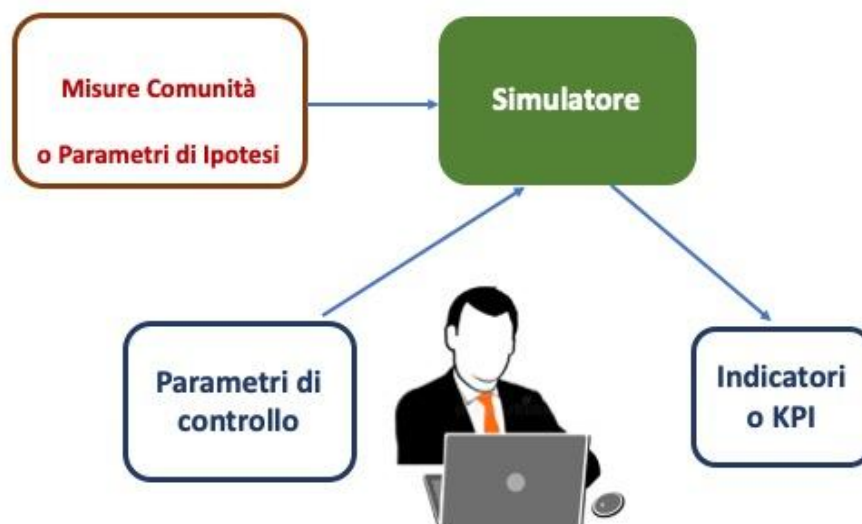 Misure Comunità
o Parametri di Ipotesi
Simulatore
Parametri di
controllo
Indicatori
o KPI